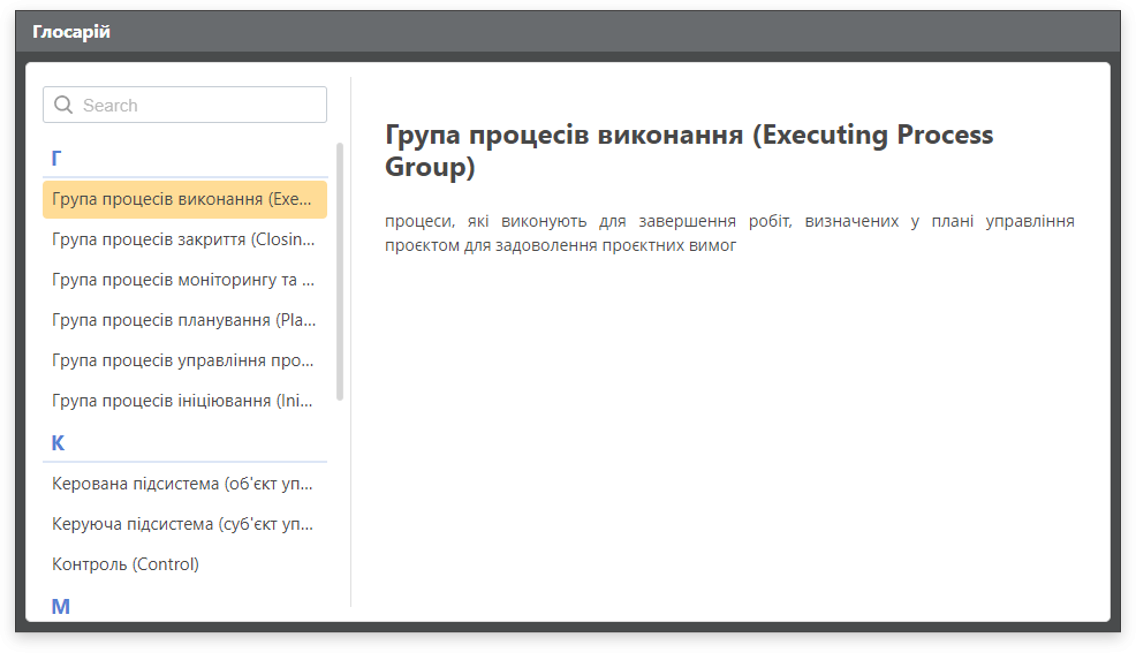 Глосарій
Search
Г
Група процесів виконання (Exe...
Група процесів закриття (Closin...
Група процесів моніторингу та ...
Група процесів планування (Pla...
Група процесів управління про...
Група процесів ініціювання (Ini...
К
Керована підсистема (об'єкт уп...
Керуюча підсистема (суб'єкт уп...
Контроль (Control)
М
Група процесів виконання (Executing Process
Group)
процеси, які виконують для завершення робіт, визначених у плані управління
проєктом для задоволення проєктних вимог